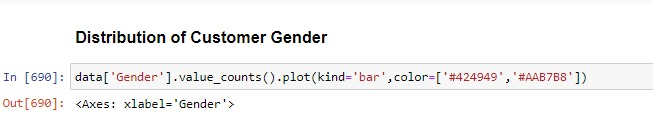 Distribution of Customer Gender
In [690]: data['Gender'].value_counts().plot(kind='bar',color=['#424949','#AAB7B8'])
Out[690]: <Axes: xlabel='Gender'>